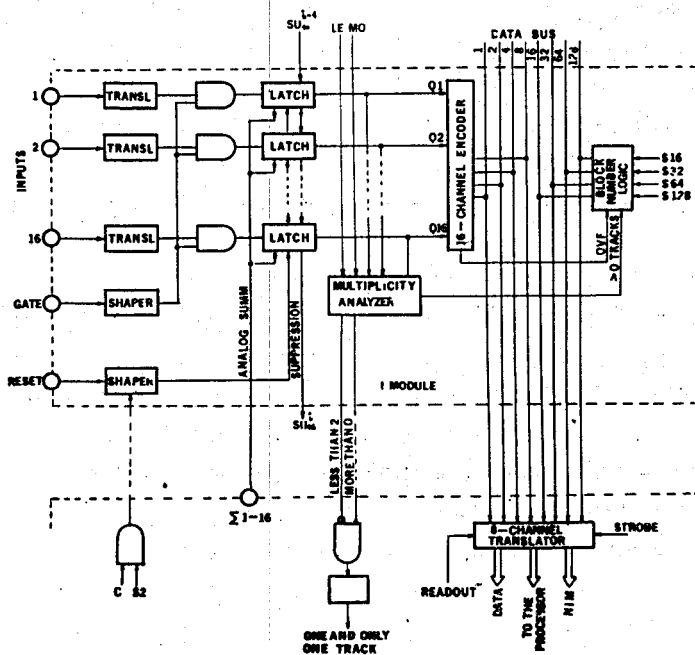 SU
i-4
LE MO
DATA BUS
1
2
4
8
16
32
64
128
1
TRANSL
LATCH
Q1
2
TRANSL
LATCH
Q2
INPUTS
16
TRANSL
LATCH
Q16
16-CHANNEL ENCODER
BLOCK NUMBER LOGIC
S16
S32
S64
S128
OVF
>0 TRACKS
GATE
SHAPER
MULTIPLICITY
ANALYZER
RESET
SHAPER
ANALOG SUMM
SUPPRESSION
1 MODULE
SU
i
LESS THAN 2
MORE THAN 0
Σ 1-16
C S2
8-CHANNEL
TRANSLATOR
STROBE
READOUT
DATA
TO THE
PROCESSOR
NIM
ONE AND ONLY
ONE TRACK